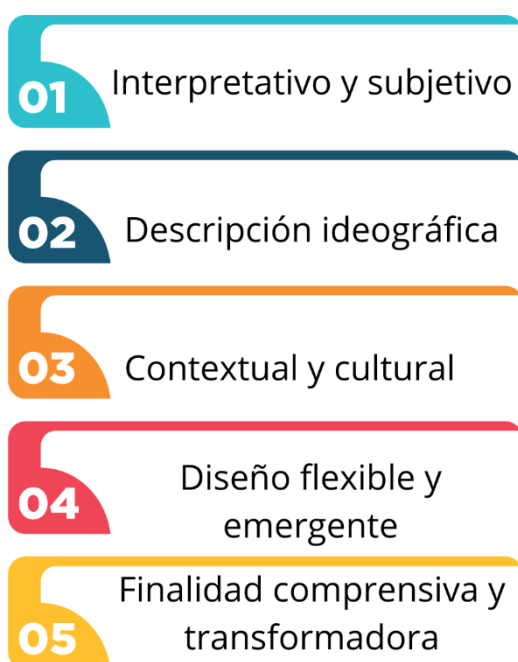 01
Interpretativo y subjetivo
02
Descripción ideográfica
03
Contextual y cultural
04
Diseño flexible y
emergente
05
Finalidad comprensiva y
transformadora